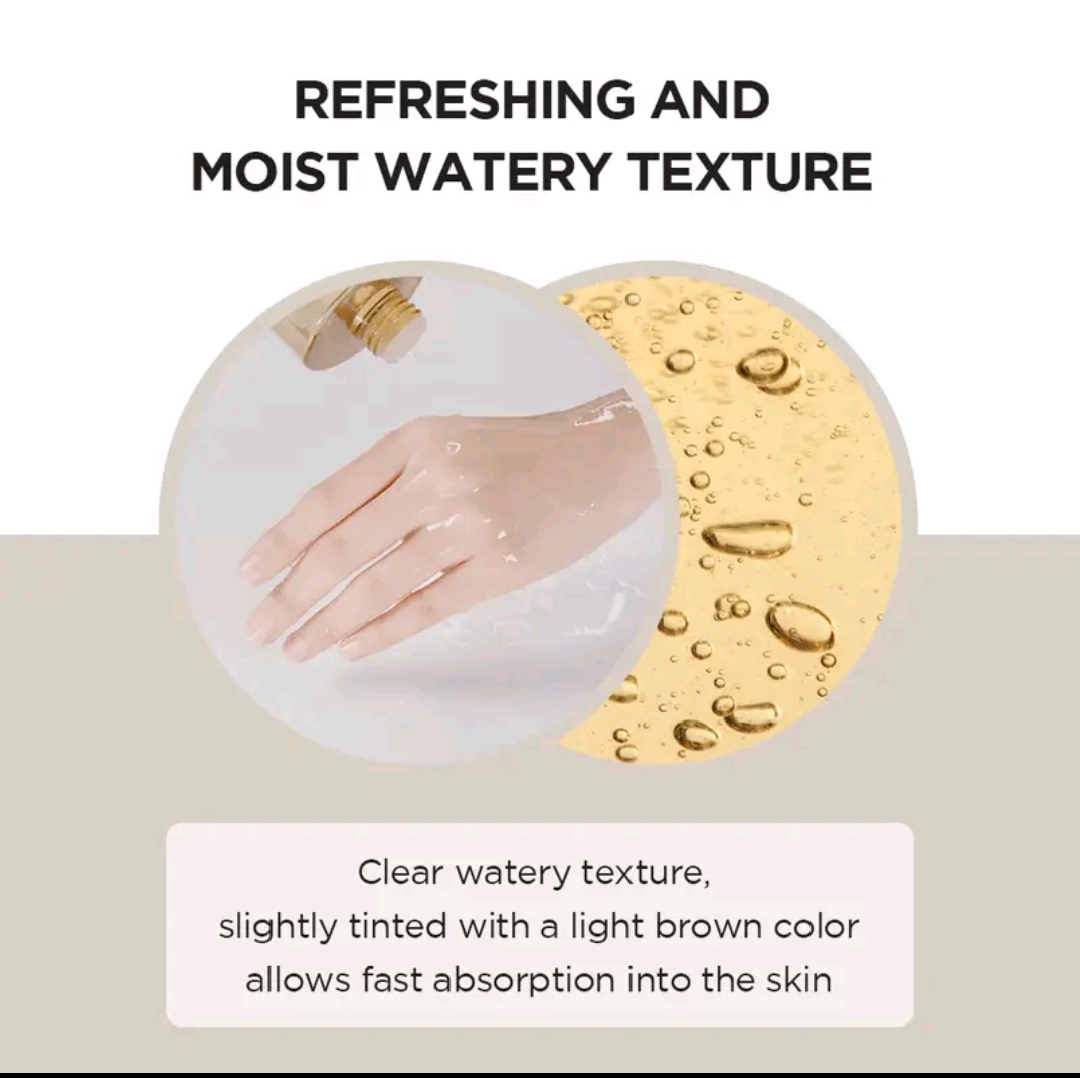 REFRESHING AND
MOIST WATERY TEXTURE
Clear watery texture,
slightly tinted with a light brown color
allows fast absorption into the skin